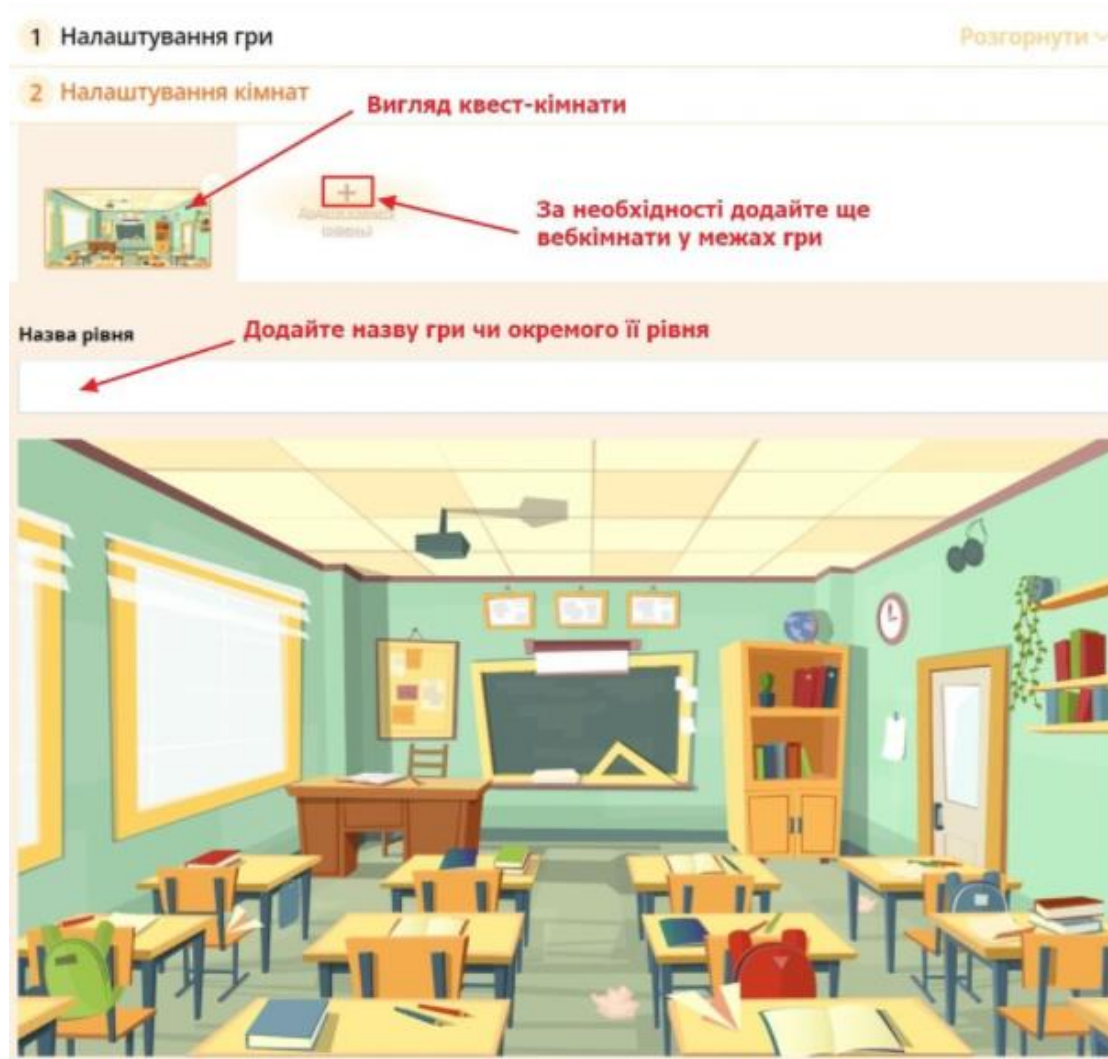 1 Налаштування гри
Розгорнути
2 Налаштування кімнат
Вигляд квест-кімнати
За необхідності додайте ще
вебкімнати у межах гри
Назва рівня
Додайте назву гри чи окремого її рівня